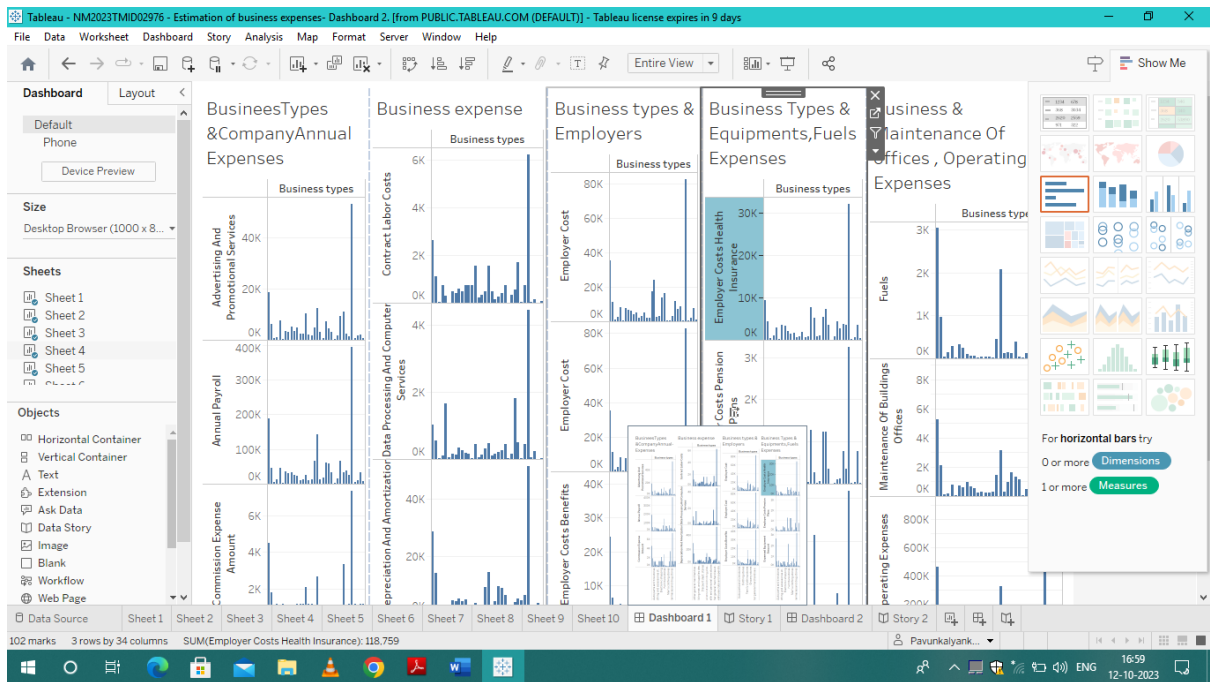 Tableau - NM2023TMID02976 - Estimation of business expenses- Dashboard 2. [from PUBLIC.TABLEAU.COM (DEFAULT)] - Tableau license expires in 9 days
File Data Worksheet Dashboard Story Analysis Map Format Server Window Help
Entire View
Show Me
Dashboard Layout
Default
Phone
Device Preview
Size
Desktop Browser (1000 x 8...
Sheets
Sheet 1
Sheet 2
Sheet 3
Sheet 4
Sheet 5
Objects
Horizontal Container
Vertical Container
Text
Extension
Ask Data
Data Story
Image
Blank
Workflow
Web Page
BusineesTypes
&CompanyAnnual
Expenses
Business types
Advertising And
Promotional Services
40K
20K
0K
Annual Payroll
400K
300K
200K
100K
0K
Commission Expense
Amount
6K
4K
2K
Business expense
Business types
Contract Labor Costs
6K
4K
2K
0K
Data Processing And Computer
Services
4K
2K
0K
epreciation And Amortizatior
40K
20K
Business types &
Employers
Business types
Employer Cost
80K
60K
40K
20K
0K
Employer Cost
80K
60K
40K
20K
0K
Employer Costs Benefits
40K
30K
20K
10K
Business Types &
Equipments,Fuels
Expenses
Business types
Employer Costs Health
Insurance
30K
20K
10K
0K
Costs Pension
3K
2K
usiness &
aintenance Of
ffices , Operating
Expenses
Business type
Fuels
3K
2K
1K
0K
Maintenance Of Buildings
Offices
8K
6K
4K
2K
0K
perating Expenses
800K
600K
400K
200K
For horizontal bars try
0 or more Dimensions
1 or more Measures
Data Source Sheet 1 Sheet 2 Sheet 3 Sheet 4 Sheet 5 Sheet 6 Sheet 7 Sheet 8 Sheet 9 Sheet 10 Dashboard 1 Story 1 Dashboard 2 Story 2
102 marks 3 rows by 34 columns SUM(Employer Costs Health Insurance): 118,759
Pavunkalyank...
ENG
16:59
12-10-2023